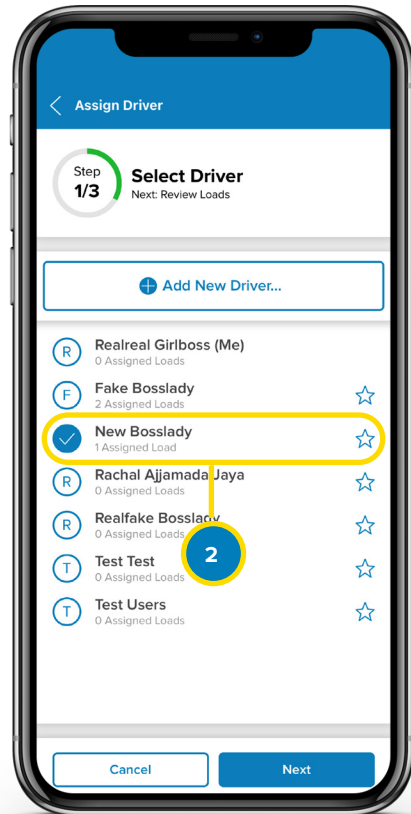 Assign Driver
Step
1/3
Select Driver
Next: Review Loads
Add New Driver...
R
Realreal Girlboss (Me)
0 Assigned Loads
F
Fake Bosslady
2 Assigned Loads
New Bosslady
1 Assigned Load
R
Rachal Ajjamada Jaya
0 Assigned Loads
R
Realfake Bosslady
0 Assigned Loads
2
T
Test Test
0 Assigned Loads
T
Test Users
0 Assigned Loads
Cancel
Next